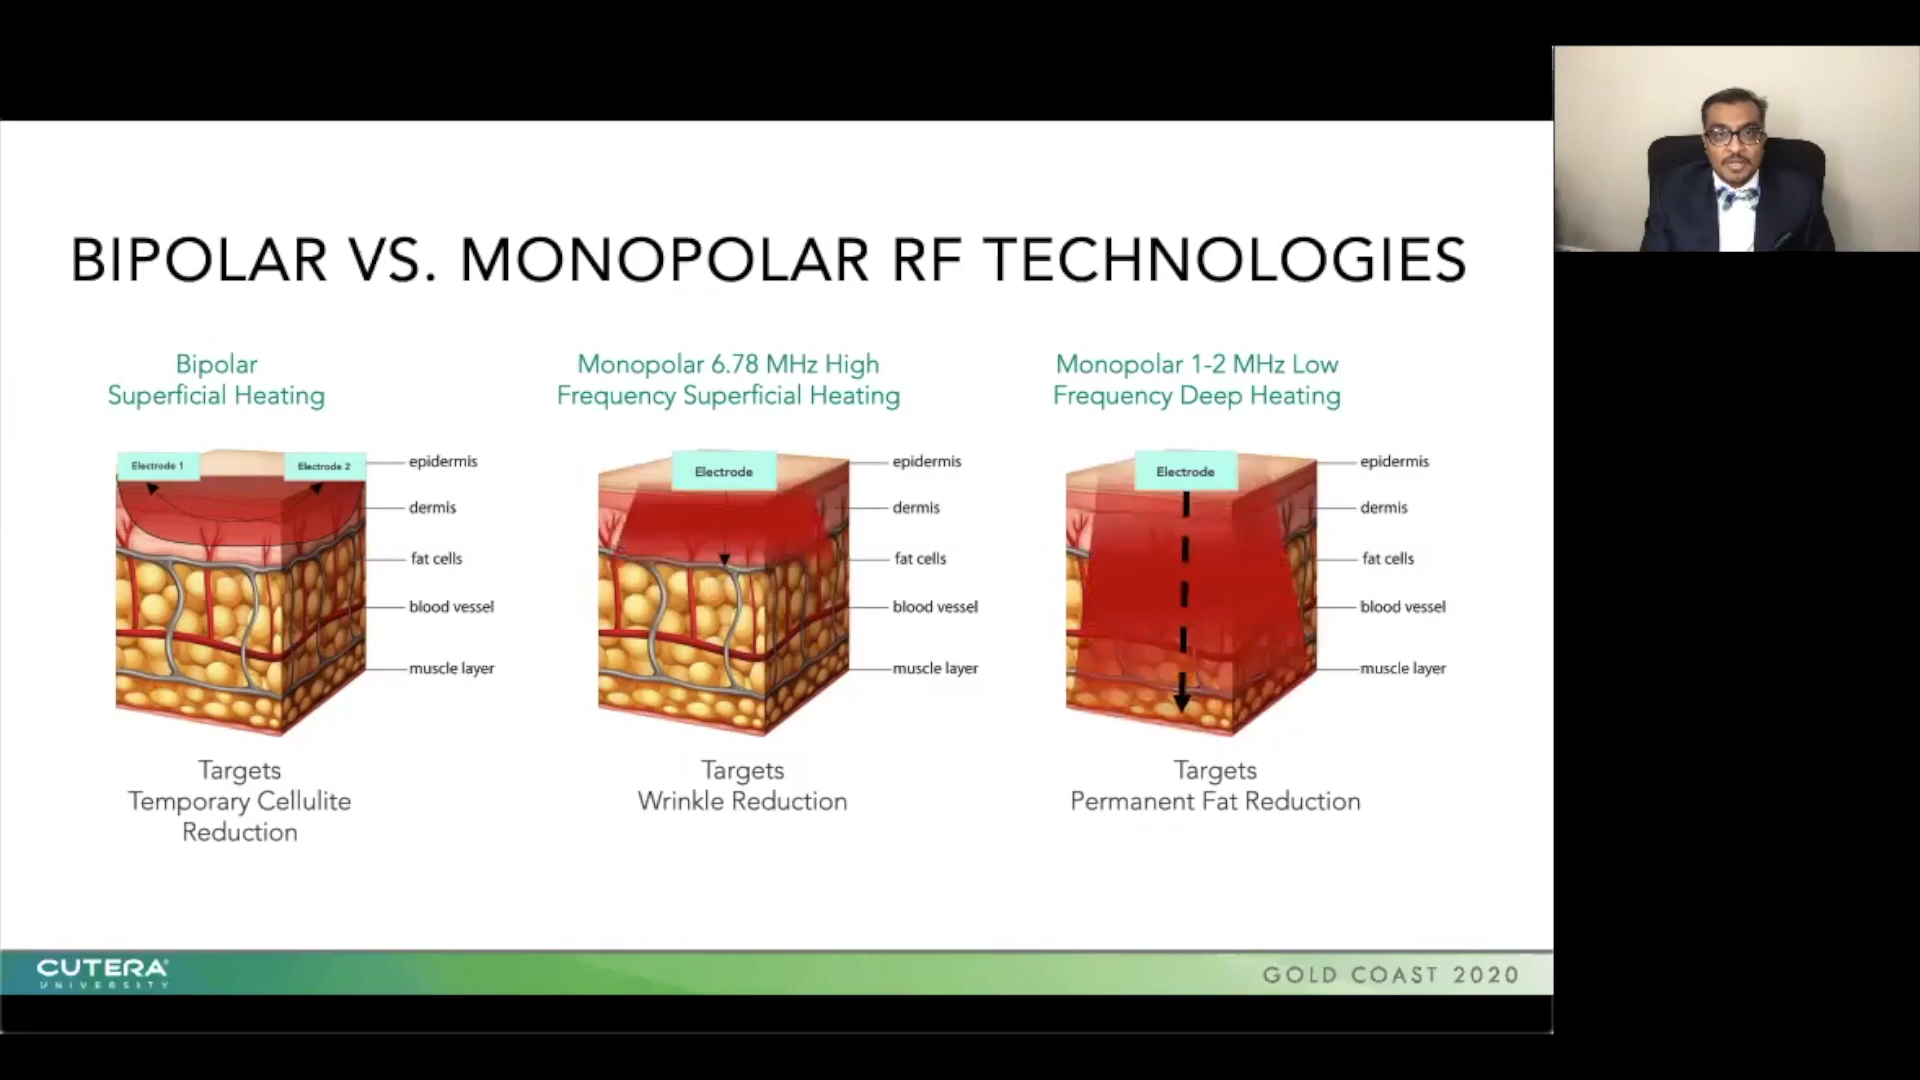 BIPOLAR VS. MONOPOLAR RF TECHNOLOGIES
Bipolar
Superficial Heating
Electrode 1
Electrode 2
epidermis
dermis
fat cells
blood vessel
muscle layer
Targets
Temporary Cellulite
Reduction
Monopolar 6.78 MHz High
Frequency Superficial Heating
Electrode
epidermis
dermis
fat cells
blood vessel
muscle layer
Targets
Wrinkle Reduction
Monopolar 1-2 MHz Low
Frequency Deep Heating
Electrode
epidermis
dermis
fat cells
blood vessel
muscle layer
Targets
Permanent Fat Reduction
CUTERA®
UNIVERSITY
GOLD COAST 2020